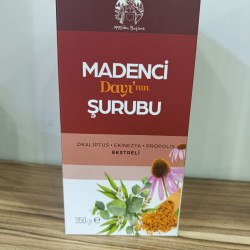 MADENCİ
Dayı'nın
ŞURUBU
OKALİPTUS • EKİNEZYA • PROPOLİS
EKSTRELİ
350g e